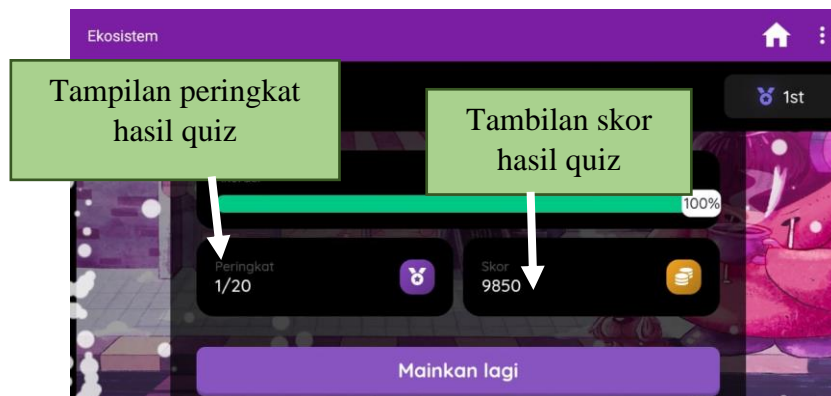 Ekosistem
Tampilan peringkat
hasil quiz
Tambilan skor
hasil quiz
1st
100%
Peringkat
1/20
Skor
9850
Mainkan lagi